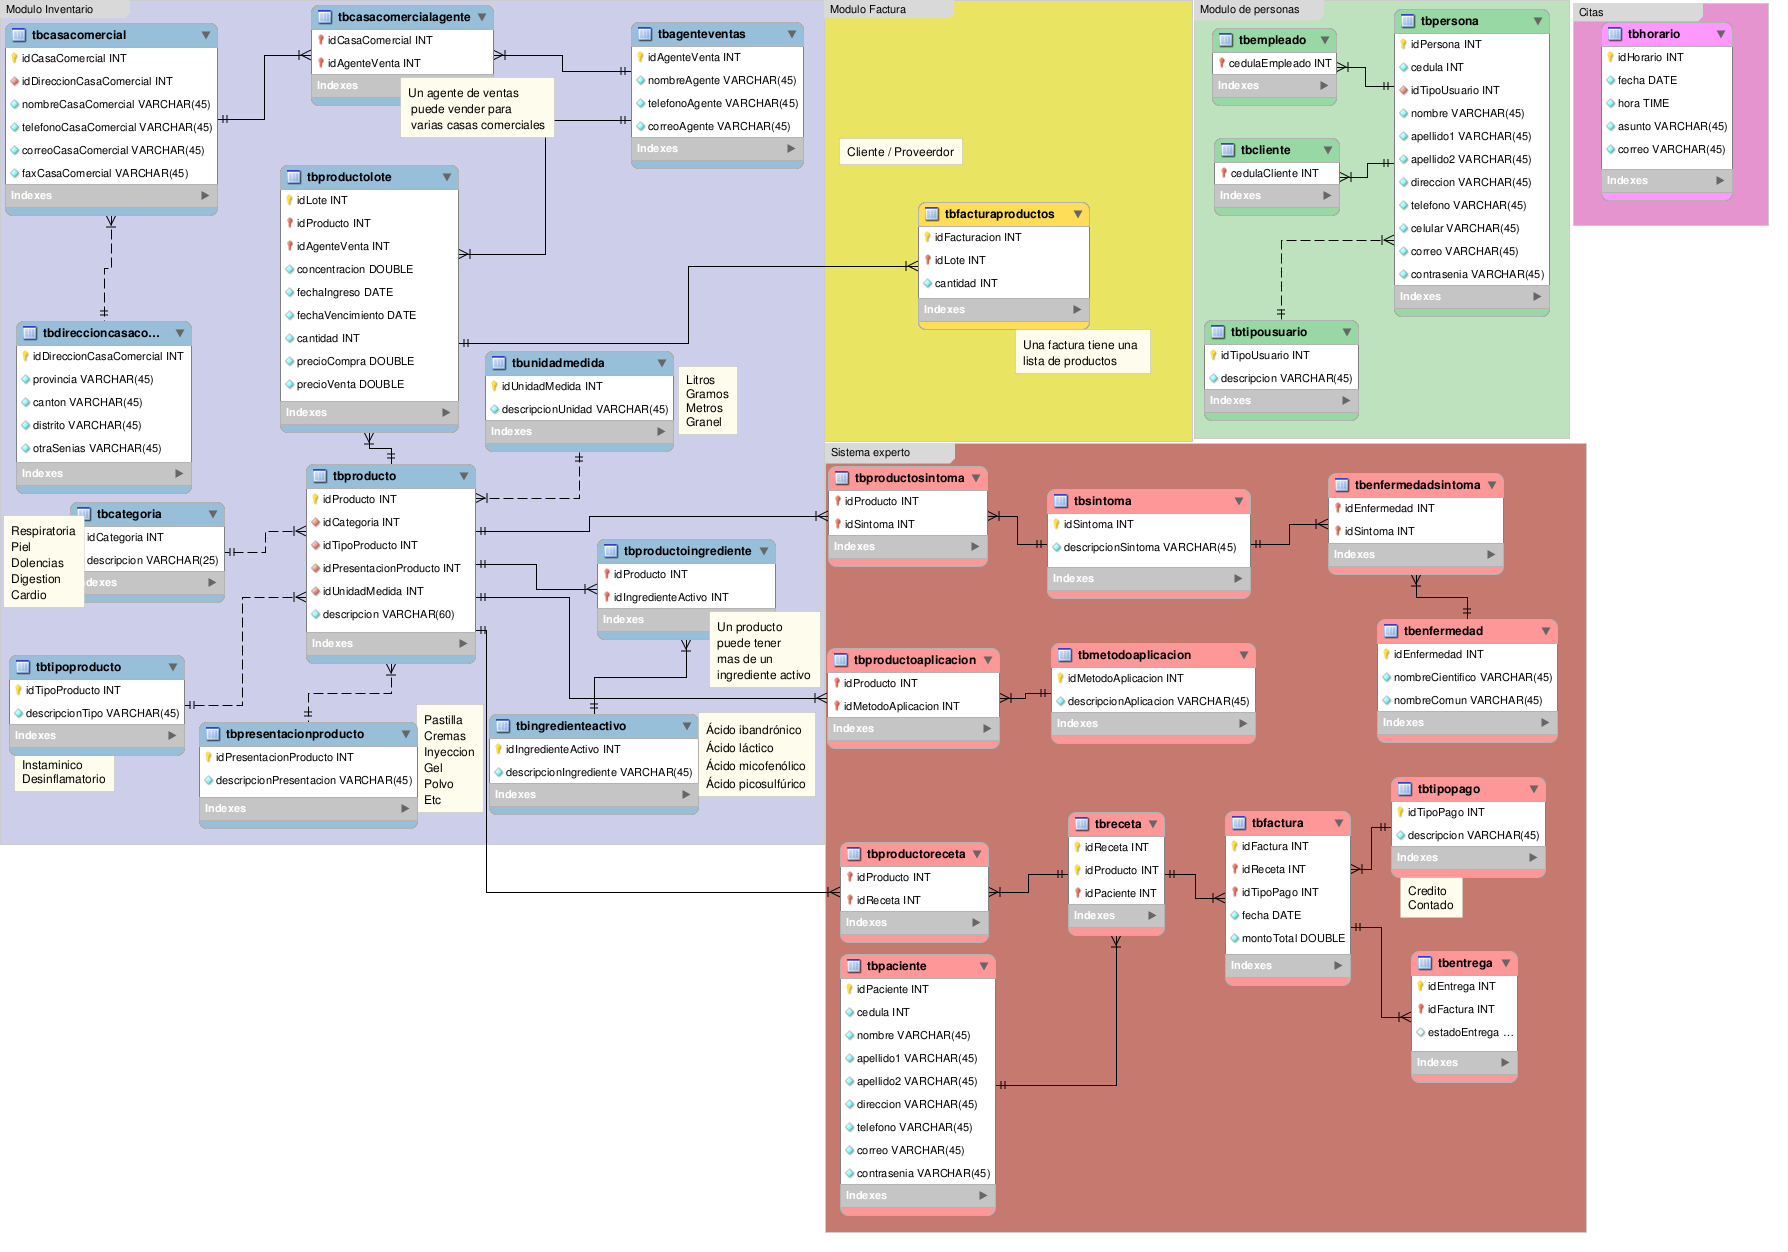 Modulo Inventario
tbcasacomercial
idCasaComercial INT
idDireccionCasaComercial INT
nombreCasaComercial VARCHAR(45)
telefonoCasaComercial VARCHAR(45)
correoCasaComercial VARCHAR(45)
faxCasaComercial VARCHAR(45)
Indexes
tbcasacomercialagente
idCasaComercial INT
idAgenteVenta INT
Indexes
Un agente de ventas
puede vender para
varias casas comerciales
tbagenteventas
idAgenteVenta INT
nombreAgente VARCHAR(45)
telefonoAgente VARCHAR(45)
correoAgente VARCHAR(45)
Indexes
tbproductolote
idLote INT
idProducto INT
idAgenteVenta INT
concentracion DOUBLE
fechaIngreso DATE
fechaVencimiento DATE
cantidad INT
precioCompra DOUBLE
precioVenta DOUBLE
Indexes
tbdireccioncasaco...
idDireccionCasaComercial INT
provincia VARCHAR(45)
canton VARCHAR(45)
distrito VARCHAR(45)
otraSenias VARCHAR(45)
Indexes
tbunidadmedida
idUnidadMedida INT
descripcionUnidad VARCHAR(45)
Indexes
Litros
Gramos
Metros
Granel
tbproducto
idProducto INT
idCategoria INT
idTipoProducto INT
idPresentacionProducto INT
idUnidadMedida INT
descripcion VARCHAR(60)
Indexes
tbcategoria
idCategoria INT
descripcion VARCHAR(25)
dexes
Respiratoria
Piel
Dolencias
Digestion
Cardio
tbproductoingrediente
idProducto INT
idIngredienteActivo INT
Indexes
Un producto
puede tener
mas de un
ingrediente activo
tbtipoproducto
idTipoProducto INT
descripcionTipo VARCHAR(45)
Indexes
Instaminico
Desinflamatorio
tbpresentacionproducto
idPresentacionProducto INT
descripcionPresentacion VARCHAR(45)
Indexes
Pastilla
Cremas
Inyeccion
Gel
Polvo
Etc
tbingredienteactivo
idIngredienteActivo INT
descripcionIngrediente VARCHAR(45)
Indexes
Ácido ibandrónico
Ácido láctico
Ácido micofenólico
Ácido picosulfúrico
Modulo Factura
Cliente / Proveerdor
tbfacturaproductos
idFacturacion INT
idLote INT
cantidad INT
Indexes
Una factura tiene una
lista de productos
Modulo de personas
tbempleado
cedulaEmpleado INT
Indexes
tbcliente
cedulaCliente INT
Indexes
tbpersona
idPersona INT
cedula INT
idTipoUsuario INT
nombre VARCHAR(45)
apellido1 VARCHAR(45)
apellido2 VARCHAR(45)
direccion VARCHAR(45)
telefono VARCHAR(45)
celular VARCHAR(45)
correo VARCHAR(45)
contrasenia VARCHAR(45)
Indexes
tbtipousuario
idTipoUsuario INT
descripcion VARCHAR(45)
Indexes
Citas
tbhorario
idHorario INT
fecha DATE
hora TIME
asunto VARCHAR(45)
correo VARCHAR(45)
Indexes
Sistema experto
tbproductosintoma
idProducto INT
idSintoma INT
Indexes
tbsintoma
idSintoma INT
descripcionSintoma VARCHAR(45)
Indexes
tbenfermedadsintoma
idEnfermedad INT
idSintoma INT
Indexes
tbenfermedad
idEnfermedad INT
nombreCientifico VARCHAR(45)
nombreComun VARCHAR(45)
Indexes
tbproductoaplicacion
idProducto INT
idMetodoAplicacion INT
Indexes
tbmetodoaplicacion
idMetodoAplicacion INT
descripcionAplicacion VARCHAR(45)
Indexes
tbproductoreceta
idProducto INT
idReceta INT
Indexes
tbreceta
idReceta INT
idProducto INT
idPaciente INT
Indexes
tbfactura
idFactura INT
idReceta INT
idTipoPago INT
fecha DATE
montoTotal DOUBLE
Indexes
tbtipopago
idTipoPago INT
descripcion VARCHAR(45)
Indexes
Credito
Contado
tbentrega
idEntrega INT
idFactura INT
estadoEntrega ...
Indexes
tbpaciente
idPaciente INT
cedula INT
nombre VARCHAR(45)
apellido1 VARCHAR(45)
apellido2 VARCHAR(45)
direccion VARCHAR(45)
telefono VARCHAR(45)
correo VARCHAR(45)
contrasenia VARCHAR(45)
Indexes